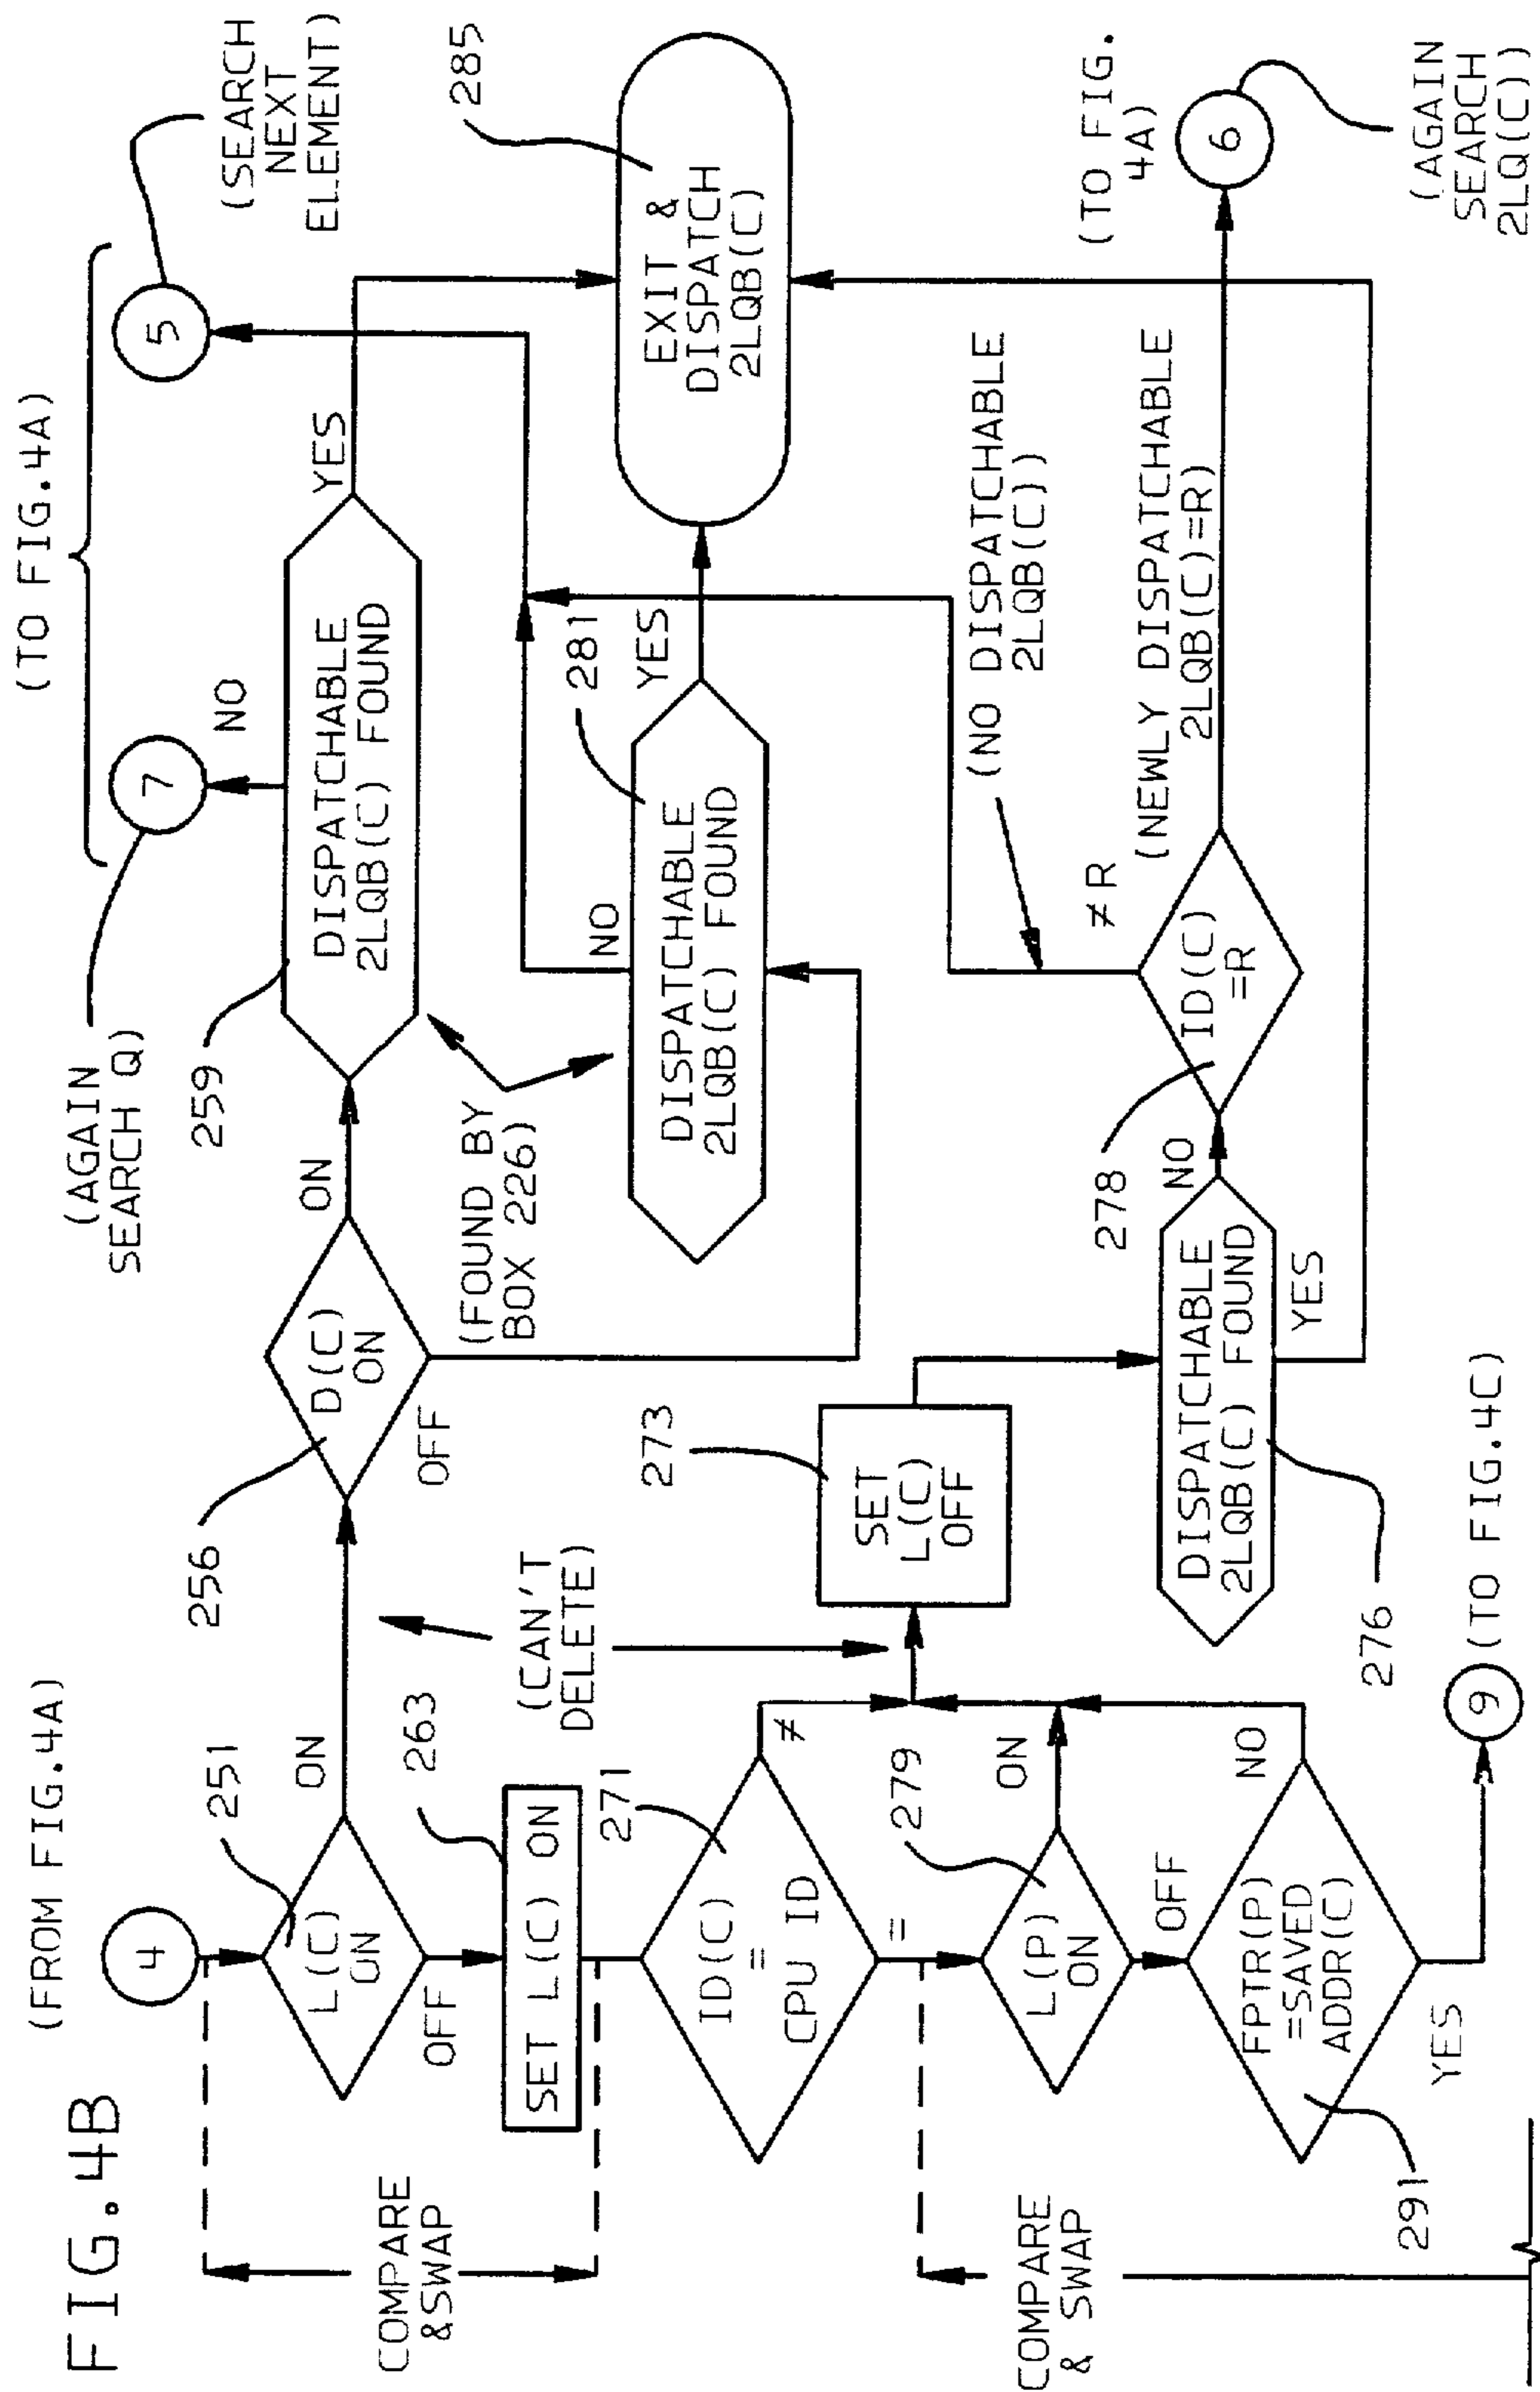 FIG.4B
(FROM FIG.4A)
4
COMPARE
&SWAP
251
L(C)
ON
ON
OFF
263
SET L(C) ON
271
ID(C)
=
CPU ID
≠
=
COMPARE
& SWAP
279
L(P)
ON
ON
OFF
FPTR(P)
=SAVED
ADDR(C)
NO
YES
291
9
(TO FIG.4C)
(CAN'T
DELETE)
256
D(C)
ON
ON
OFF
(FOUND BY
BOX 226)
273
SET
L(C)
OFF
276
DISPATCHABLE
2LQB(C) FOUND
NO
YES
278
ID(C)
=R
≠R
(NO DISPATCHABLE
2LQB(C))
(NEWLY DISPATCHABLE
2LQB(C)=R)
(TO FIG.4A)
(AGAIN
SEARCH Q)
7
NO
259
DISPATCHABLE
2LQB(C) FOUND
YES
281
DISPATCHABLE
2LQB(C) FOUND
NO
YES
5
(SEARCH
NEXT
ELEMENT)
285
EXIT &
DISPATCH
2LQB(C)
(TO FIG.
4A)
6
(AGAIN
SEARCH
2LQ(C))